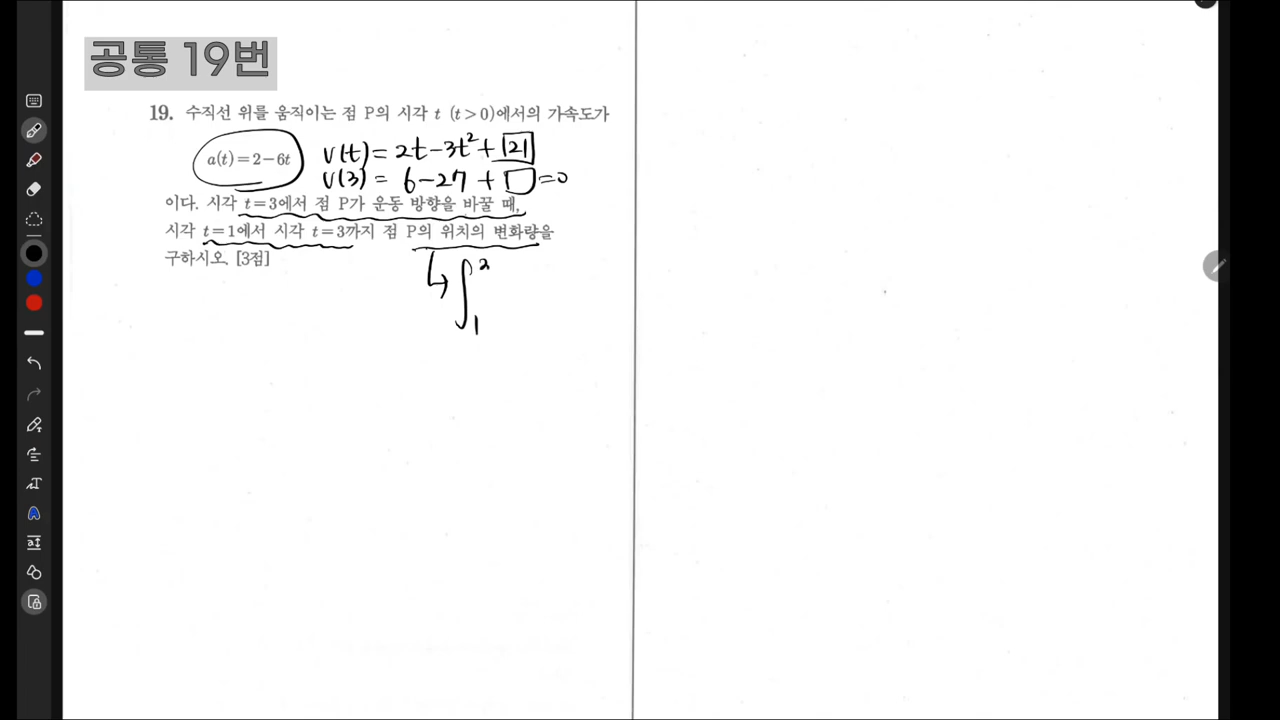 공통 19번
19. 수직선 위를 움직이는 점 P의 시각 t (t>0)에서의 가속도가
a(t)=2-6t v(t)=2t-3t²+21
v(3)= 6-27+□=0
이다. 시각 t=3에서 점 P가 운동 방향을 바꿀 때,
시각 t=1에서 시각 t=3까지 점 P의 위치의 변화량을
구하시오. [3점]
↳ ∫₁²